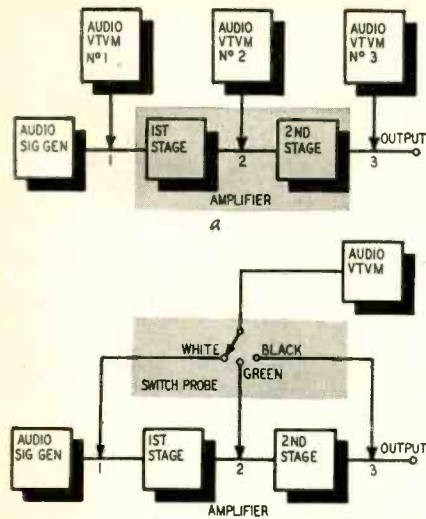 AUDIO
VTVM
Nº 1
AUDIO
VTVM
Nº 2
AUDIO
VTVM
Nº 3
AUDIO
SIG GEN
1
1ST
STAGE
2
2ND
STAGE
3
OUTPUT
AMPLIFIER
a
AUDIO
VTVM
WHITE
BLACK
GREEN
SWITCH PROBE
AUDIO
SIG GEN
1
1ST
STAGE
2
2ND
STAGE
3
OUTPUT
AMPLIFIER